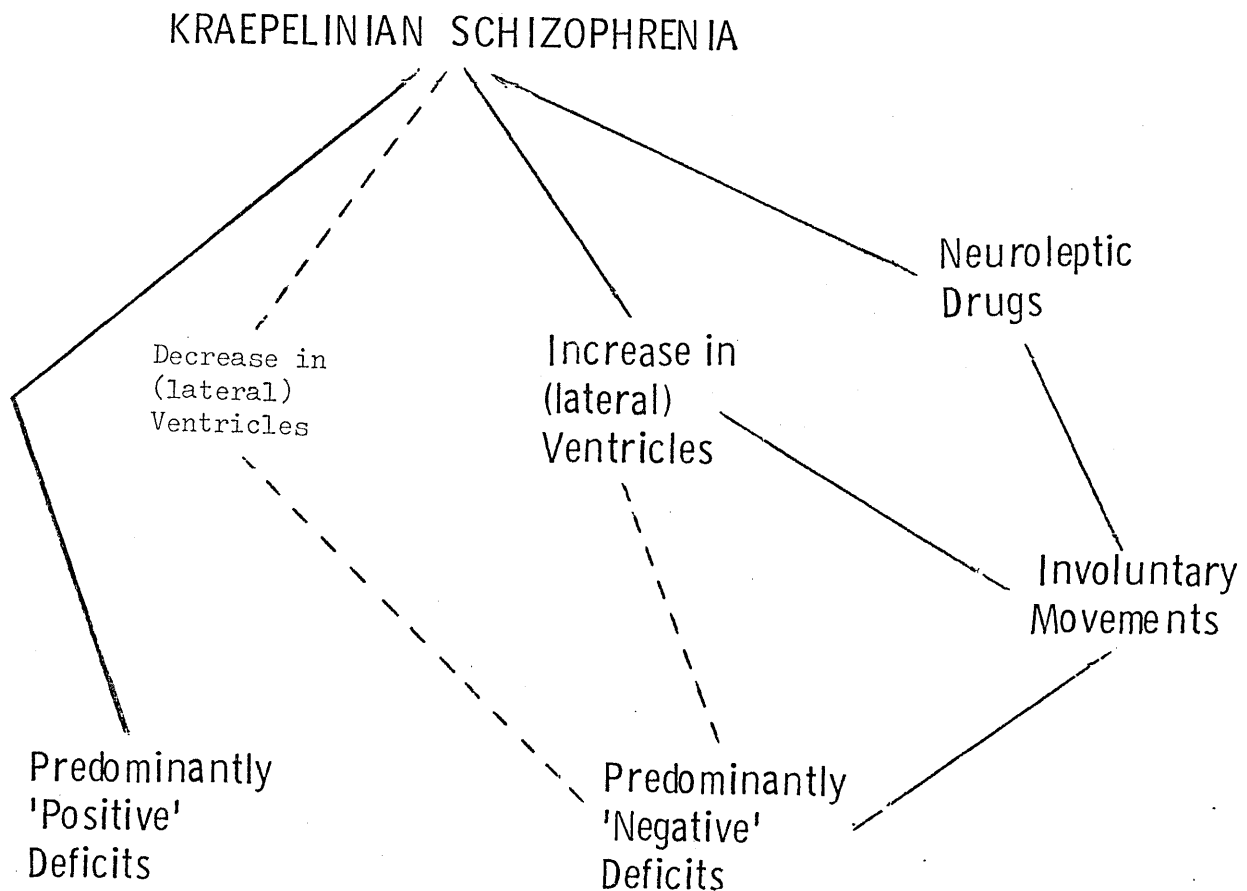 KRAEPELINIAN SCHIZOPHRENIA
Neuroleptic
Drugs
Decrease in
(lateral)
Ventricles
Increase in
(lateral)
Ventricles
Involuntary
Movements
Predominantly
'Positive'
Deficits
Predominantly
'Negative'
Deficits